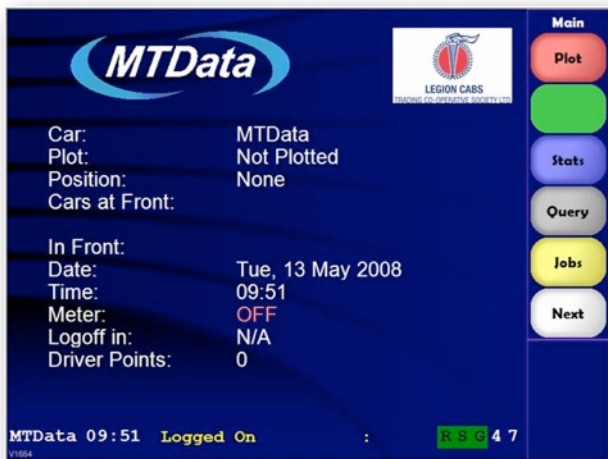 Main
MTData
LEGION CABS
TRADING CO-OPERATIVE SOCIETY LTD
Plot
Stats
Query
Jobs
Next
Car: MTData
Plot: Not Plotted
Position: None
Cars at Front:
In Front:
Date: Tue, 13 May 2008
Time: 09:51
Meter: OFF
Logoff in: N/A
Driver Points: 0
MTData 09:51 Logged On : R S G 4 7
V1664